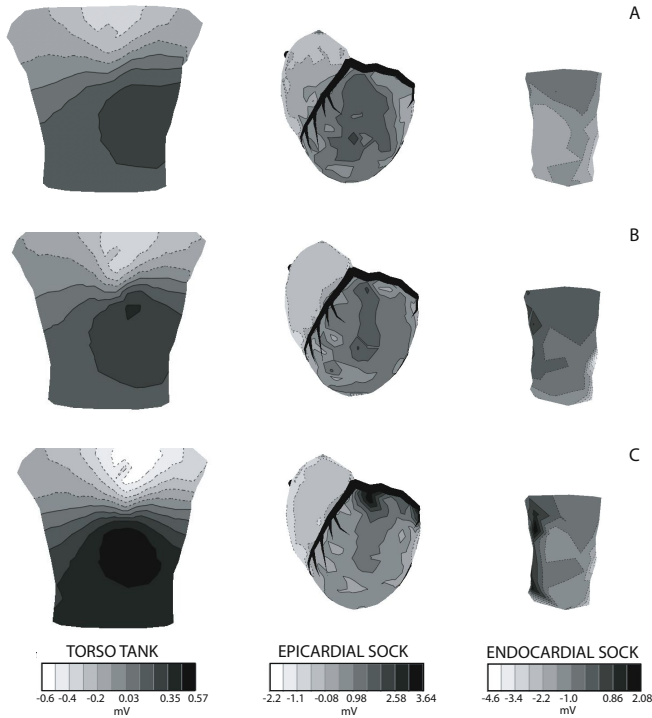 A
B
C
TORSO TANK
-0.6 -0.4 -0.2 0.03 0.35 0.57
mV
EPICARDIAL SOCK
-2.2 -1.1 -0.08 0.98 2.58 3.64
mV
ENDOCARDIAL SOCK
-4.6 -3.4 -2.2 -1.0 0.86 2.08
mV